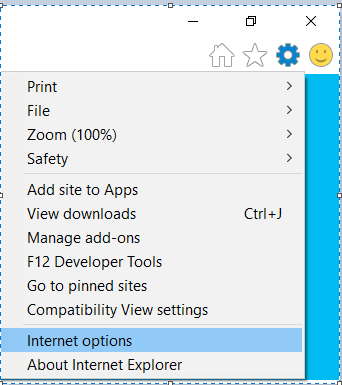 Print
File
Zoom (100%)
Safety
Add site to Apps
View downloads Ctrl+J
Manage add-ons
F12 Developer Tools
Go to pinned sites
Compatibility View settings
Internet options
About Internet Explorer